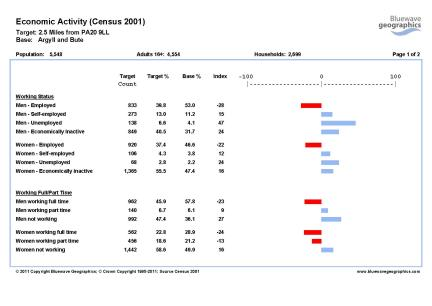 Economic Activity (Census 2001)
Bluewave
geographics
Target: 2.5 Miles from PA20 9LL
Base: Argyll and Bute
Population: 5,548 Adults 16+: 4,554 Households: 2,599 Page 1 of 2
Target Target % Base % Index -100 0 100
Count
Working Status
Men - Employed 833 39.8 53.0 -28
Men - Self-employed 273 13.0 11.2 15
Men - Unemployed 138 6.6 4.1 47
Men - Economically Inactive 849 40.5 31.7 24
Women - Employed 920 37.4 46.6 -22
Women - Self-employed 106 4.3 3.8 12
Women - Unemployed 68 2.8 2.2 24
Women - Economically Inactive 1,365 55.5 47.4 16
Working Full/Part Time
Men working full time 962 45.9 57.8 -23
Men working part time 140 6.7 6.1 9
Men not working 992 47.4 36.1 27
Women working full time 562 22.8 28.9 -24
Women working part time 456 18.6 21.2 -13
Women not working 1,442 58.6 49.9 16
© 2011 Copyright Bluewave Geographics; © Crown Copyright 1995-2011; Source Census 2001 www.bluewavegeographics.com